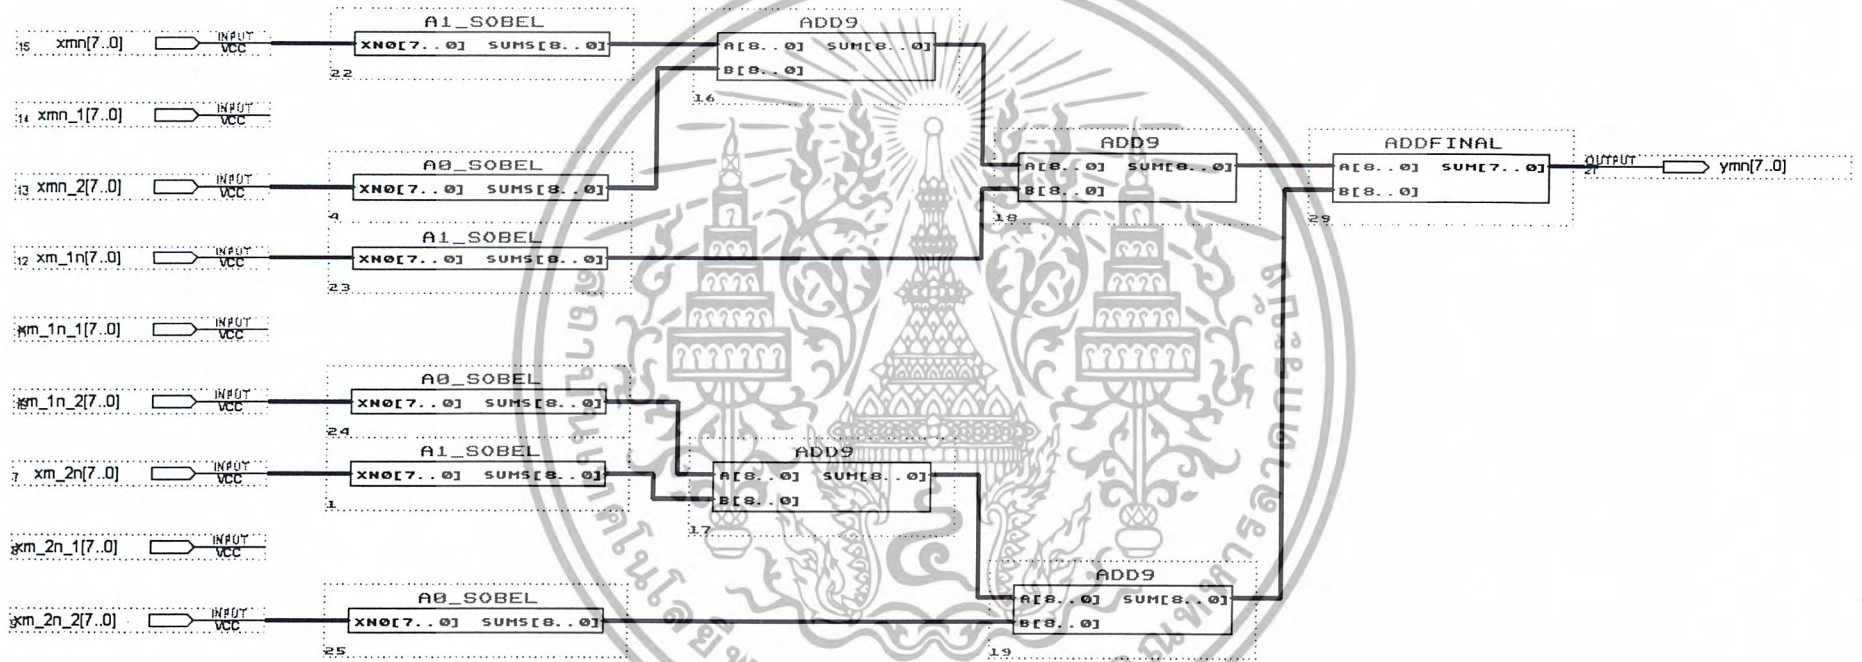 A1_SOBEL
ADD9
15 xmn[7..0] INPUT VCC XN0[7..0] SUMS[8..0] A[8..0] SUM[8..0]
22 B[8..0]
16
14 xmn_1[7..0] INPUT VCC
ADD9
ADDFINAL
A0_SOBEL
A[8..0] SUM[8..0] A[8..0] SUM[7..0] OUTPUT 21 ymn[7..0]
13 xmn_2[7..0] INPUT VCC XN0[7..0] SUMS[8..0] B[8..0] B[8..0]
4 18 29
A1_SOBEL
12 xm_1n[7..0] INPUT VCC XN0[7..0] SUMS[8..0]
23
xm_1n_1[7..0] INPUT VCC
A0_SOBEL
xm_1n_2[7..0] INPUT VCC XN0[7..0] SUMS[8..0]
24
A1_SOBEL
ADD9
7 xm_2n[7..0] INPUT VCC XN0[7..0] SUMS[8..0] A[8..0] SUM[8..0]
1 B[8..0]
17
xm_2n_1[7..0] INPUT VCC
ADD9
A0_SOBEL
A[8..0] SUM[8..0]
xm_2n_2[7..0] INPUT VCC XN0[7..0] SUMS[8..0] B[8..0]
25 19